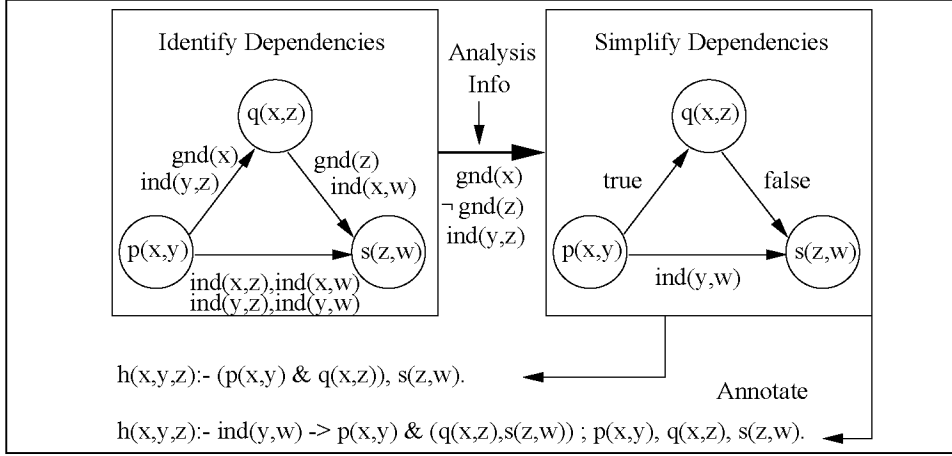 Identify Dependencies
q(x,z)
gnd(x)
ind(y,z)
gnd(z)
ind(x,w)
p(x,y)
s(z,w)
ind(x,z),ind(x,w)
ind(y,z),ind(y,w)
Analysis
Info
gnd(x)
¬ gnd(z)
ind(y,z)
Simplify Dependencies
q(x,z)
true
false
p(x,y)
s(z,w)
ind(y,w)
h(x,y,z):- (p(x,y) & q(x,z)), s(z,w).
Annotate
h(x,y,z):- ind(y,w) -> p(x,y) & (q(x,z),s(z,w)) ; p(x,y), q(x,z), s(z,w).